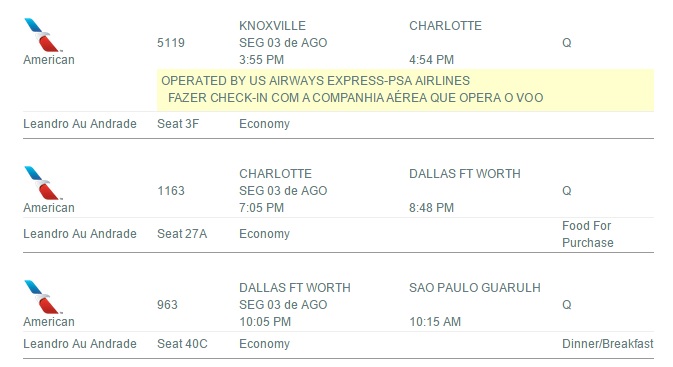 KNOXVILLE CHARLOTTE
5119 SEG 03 de AGO Q
American 3:55 PM 4:54 PM
OPERATED BY US AIRWAYS EXPRESS-PSA AIRLINES
FAZER CHECK-IN COM A COMPANHIA AÉREA QUE OPERA O VOO
Leandro Au Andrade Seat 3F Economy
CHARLOTTE DALLAS FT WORTH
1163 SEG 03 de AGO Q
American 7:05 PM 8:48 PM
Leandro Au Andrade Seat 27A Economy Food For
Purchase
DALLAS FT WORTH SAO PAULO GUARULH
963 SEG 03 de AGO Q
American 10:05 PM 10:15 AM
Leandro Au Andrade Seat 40C Economy Dinner/Breakfast